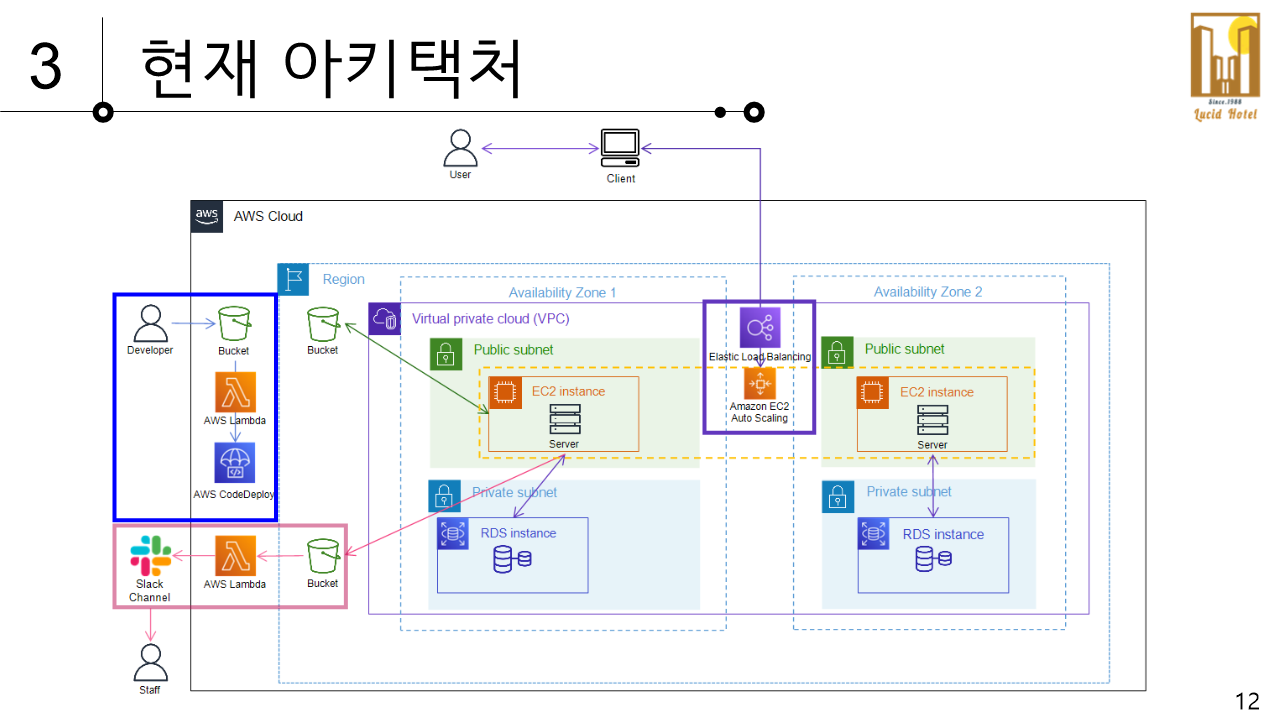 3
현재 아키택처
Since.1988
Lucid Hotel
User
Client
aws
AWS Cloud
Region
Availability Zone 1
Availability Zone 2
Developer
Bucket
Bucket
Virtual private cloud (VPC)
Public subnet
Elastic Load Balancing
Public subnet
AWS Lambda
EC2 instance
Server
Amazon EC2
Auto Scaling
EC2 instance
Server
AWS CodeDeploy
Private subnet
Private subnet
RDS instance
RDS instance
Slack
Channel
AWS Lambda
Bucket
Staff
12